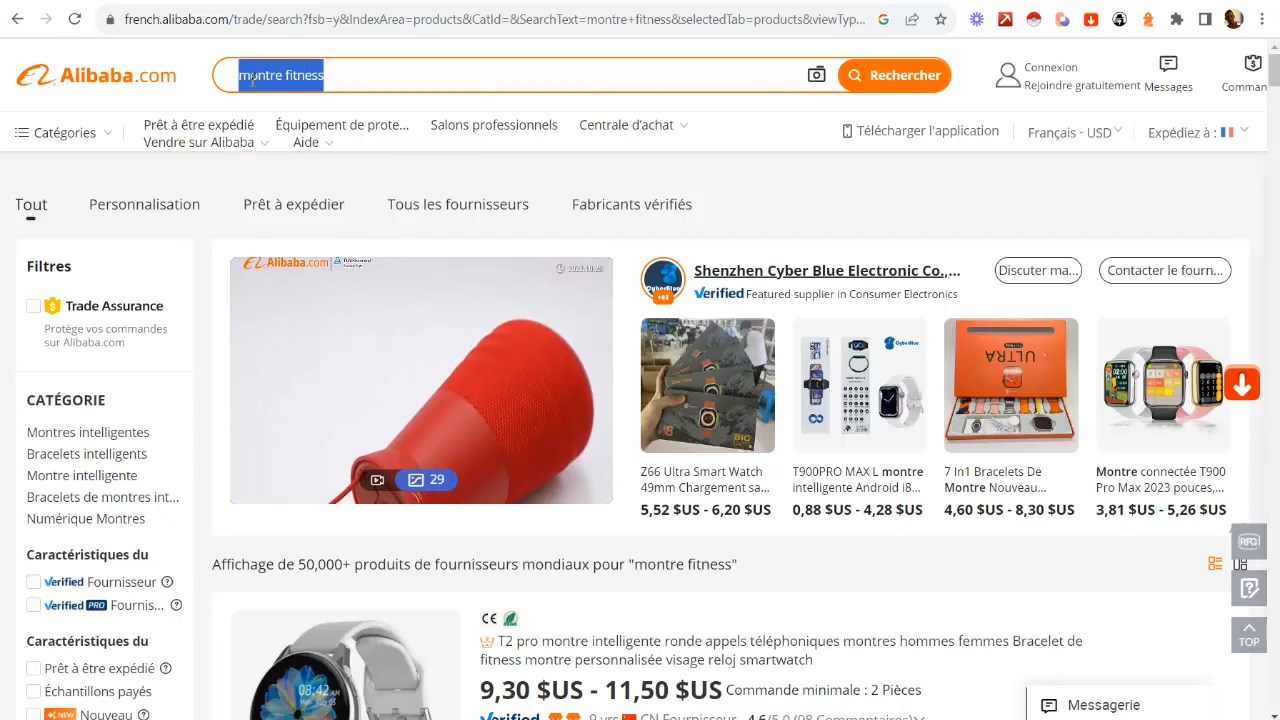 french.alibaba.com/trade/search?fsb=y&IndexArea=products&CatId=&SearchText=montre+fitness&selectedTab=products&viewTyp...
Alibaba.com
montre fitness
Rechercher
Connexion
Rejoindre gratuitement
Messages
Comman
Catégories
Prêt à être expédié
Équipement de prote...
Salons professionnels
Centrale d'achat
Vendre sur Alibaba
Aide
Télécharger l'application
Français - USD
Expédiez à :
Tout
Personnalisation
Prêt à expédier
Tous les fournisseurs
Fabricants vérifiés
Filtres
Trade Assurance
Protège vos commandes
sur Alibaba.com
CATÉGORIE
Montres intelligentes
Bracelets intelligents
Montre intelligente
Bracelets de montres int...
Numérique Montres
Caractéristiques du
Verified Fournisseur
Verified PRO Fournis...
Caractéristiques du
Prêt à être expédié
Échantillons payés
NEW Nouveau
Alibaba.com
29
Shenzhen Cyber Blue Electronic Co.,...
Verified Featured supplier in Consumer Electronics
Discuter ma...
Contacter le fourn...
CyberBlue
ULTRA
Z66 Ultra Smart Watch
49mm Chargement sa...
5,52 $US - 6,20 $US
T900PRO MAX L montre
intelligente Android i8...
0,88 $US - 4,28 $US
7 In1 Bracelets De
Montre Nouveau...
4,60 $US - 8,30 $US
Montre connectée T900
Pro Max 2023 pouces,...
3,81 $US - 5,26 $US
RFQ
TOP
Affichage de 50,000+ produits de fournisseurs mondiaux pour "montre fitness"
CE
T2 pro montre intelligente ronde appels téléphoniques montres hommes femmes Bracelet de
fitness montre personnalisée visage reloj smartwatch
9,30 $US - 11,50 $US Commande minimale : 2 Pièces
Verified 9 yrs CN Fournisseur 4.6/5.0 (98 Commentaires)
08:42
Messagerie